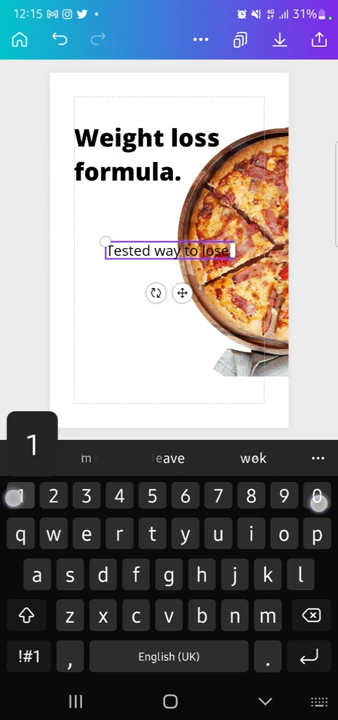 12:15 31%
Weight loss
formula.
Tested way to lose
1
m eave wok
1 2 3 4 5 6 7 8 9 0
q w e r t y u i o p
a s d f g h j k l
z x c v b n m
!#1 , English (UK) .